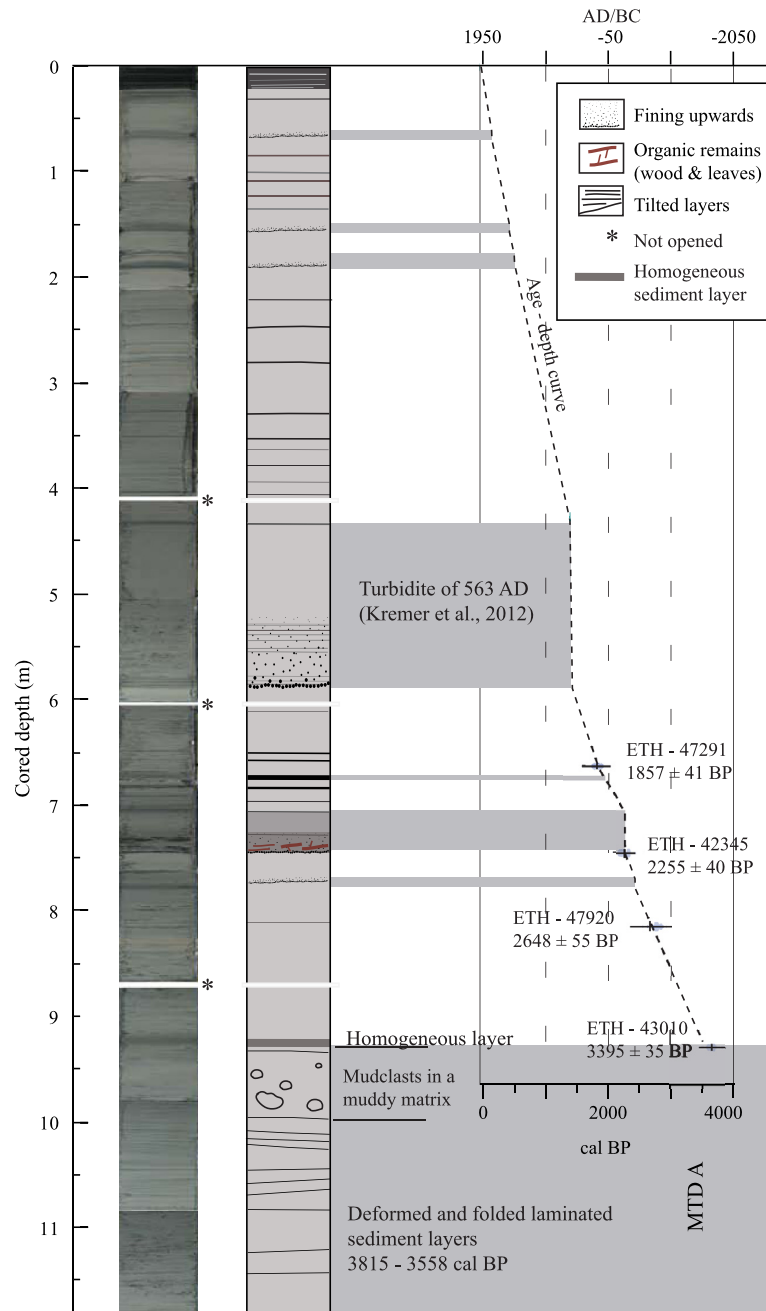 AD/BC
1950
-50
-2050
0
1
2
3
4
5
6
7
8
9
10
11
Cored depth (m)
Fining upwards
Organic remains
(wood & leaves)
Tilted layers
* Not opened
Homogeneous
sediment layer
Age - depth curve
*
Turbidite of 563 AD
(Kremer et al., 2012)
*
ETH - 47291
1857 ± 41 BP
ETH - 42345
2255 ± 40 BP
ETH - 47920
2648 ± 55 BP
*
ETH - 43010
3395 ± 35 BP
Homogeneous layer
Mudclasts in a
muddy matrix
0
2000
4000
cal BP
MTD A
Deformed and folded laminated
sediment layers
3815 - 3558 cal BP